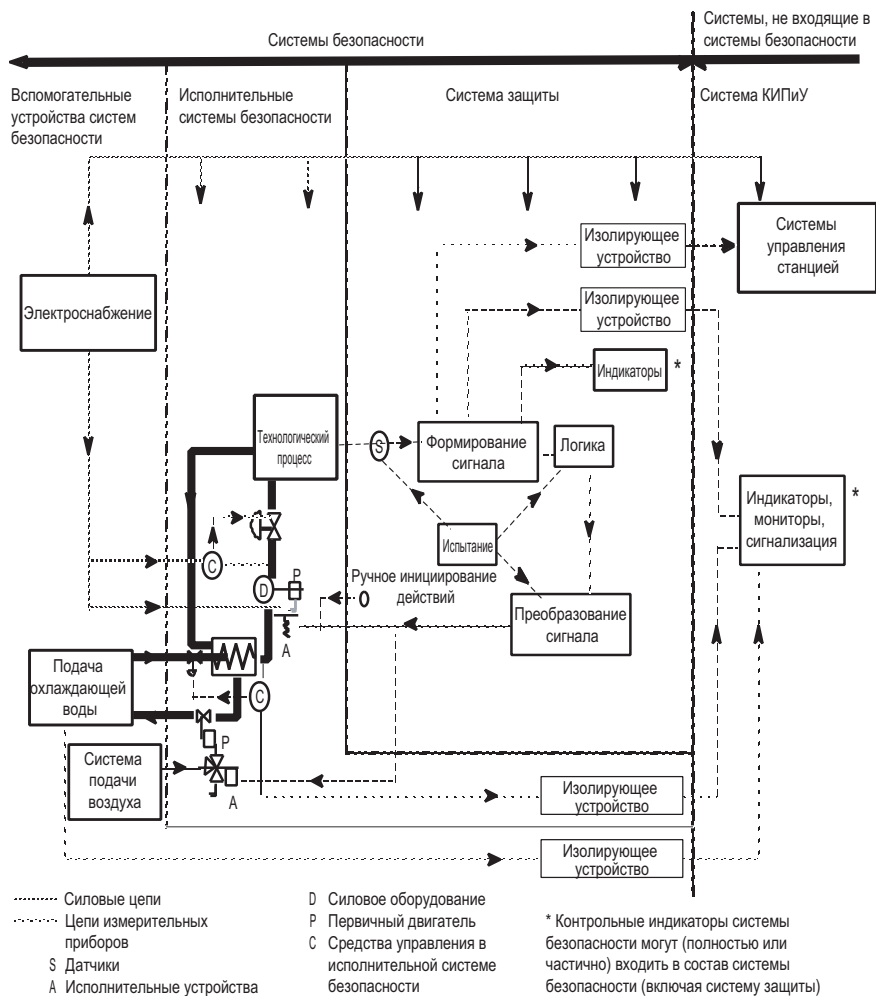 Системы, не входящие в
системы безопасности
Системы безопасности
Вспомогательные
устройства систем
безопасности
Исполнительные
системы безопасности
Система защиты
Система КИПиУ
Изолирующее
устройство
Системы
управления
станцией
Электроснабжение
Изолирующее
устройство
Индикаторы *
Технологический
процесс
S
Формирование
сигнала
Логика
Индикаторы,
мониторы,
сигнализация
*
Испытание
C
D
P
Ручное инициирование
действий
Преобразование
сигнала
A
Подача
охлаждающей
воды
C
P
Система
подачи
воздуха
A
Изолирующее
устройство
Изолирующее
устройство
Силовые цепи
Цепи измерительных
приборов
S Датчики
A Исполнительные устройства
D Силовое оборудование
P Первичный двигатель
C Средства управления в
исполнительной системе
безопасности
* Контрольные индикаторы системы
безопасности могут (полностью или
частично) входить в состав системы
безопасности (включая систему защиты)